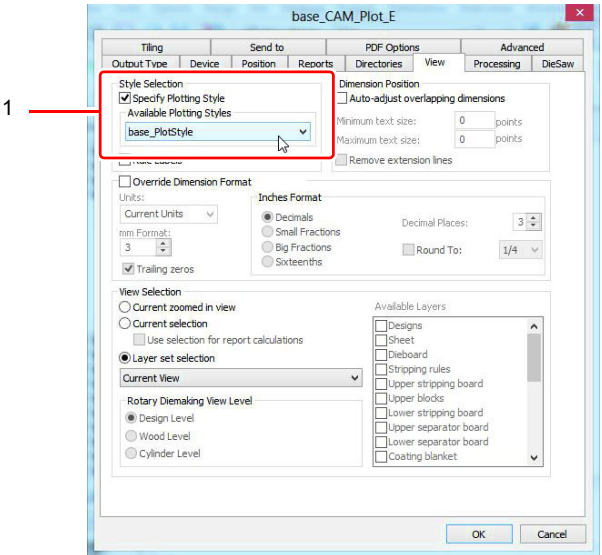 base_CAM_Plot_E
Tiling Send to PDF Options Advanced
Output Type Device Position Reports Directories View Processing DieSaw
1
Style Selection
Specify Plotting Style
Available Plotting Styles
base_PlotStyle
Rule Labels
Dimension Position
Auto-adjust overlapping dimensions
Minimum text size: 0 points
Maximum text size: 0 points
Remove extension lines
Override Dimension Format
Units:
Current Units
mm Format:
3
Trailing zeros
Inches Format
Decimals
Small Fractions
Big Fractions
Sixteenths
Decimal Places: 3
Round To: 1/4
View Selection
Current zoomed in view
Current selection
Use selection for report calculations
Layer set selection
Current View
Rotary Diemaking View Level
Design Level
Wood Level
Cylinder Level
Available Layers
Designs
Sheet
Dieboard
Stripping rules
Upper stripping board
Upper blocks
Lower stripping board
Upper separator board
Lower separator board
Coating blanket
OK Cancel